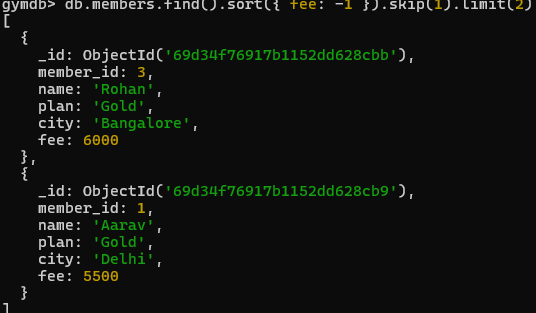 gymdb> db.members.find().sort({ fee: -1 }).skip(1).limit(2)
[
  {
    _id: ObjectId('69d34f76917b1152dd628cbb'),
    member_id: 3,
    name: 'Rohan',
    plan: 'Gold',
    city: 'Bangalore',
    fee: 6000
  },
  {
    _id: ObjectId('69d34f76917b1152dd628cb9'),
    member_id: 1,
    name: 'Aarav',
    plan: 'Gold',
    city: 'Delhi',
    fee: 5500
  }
]